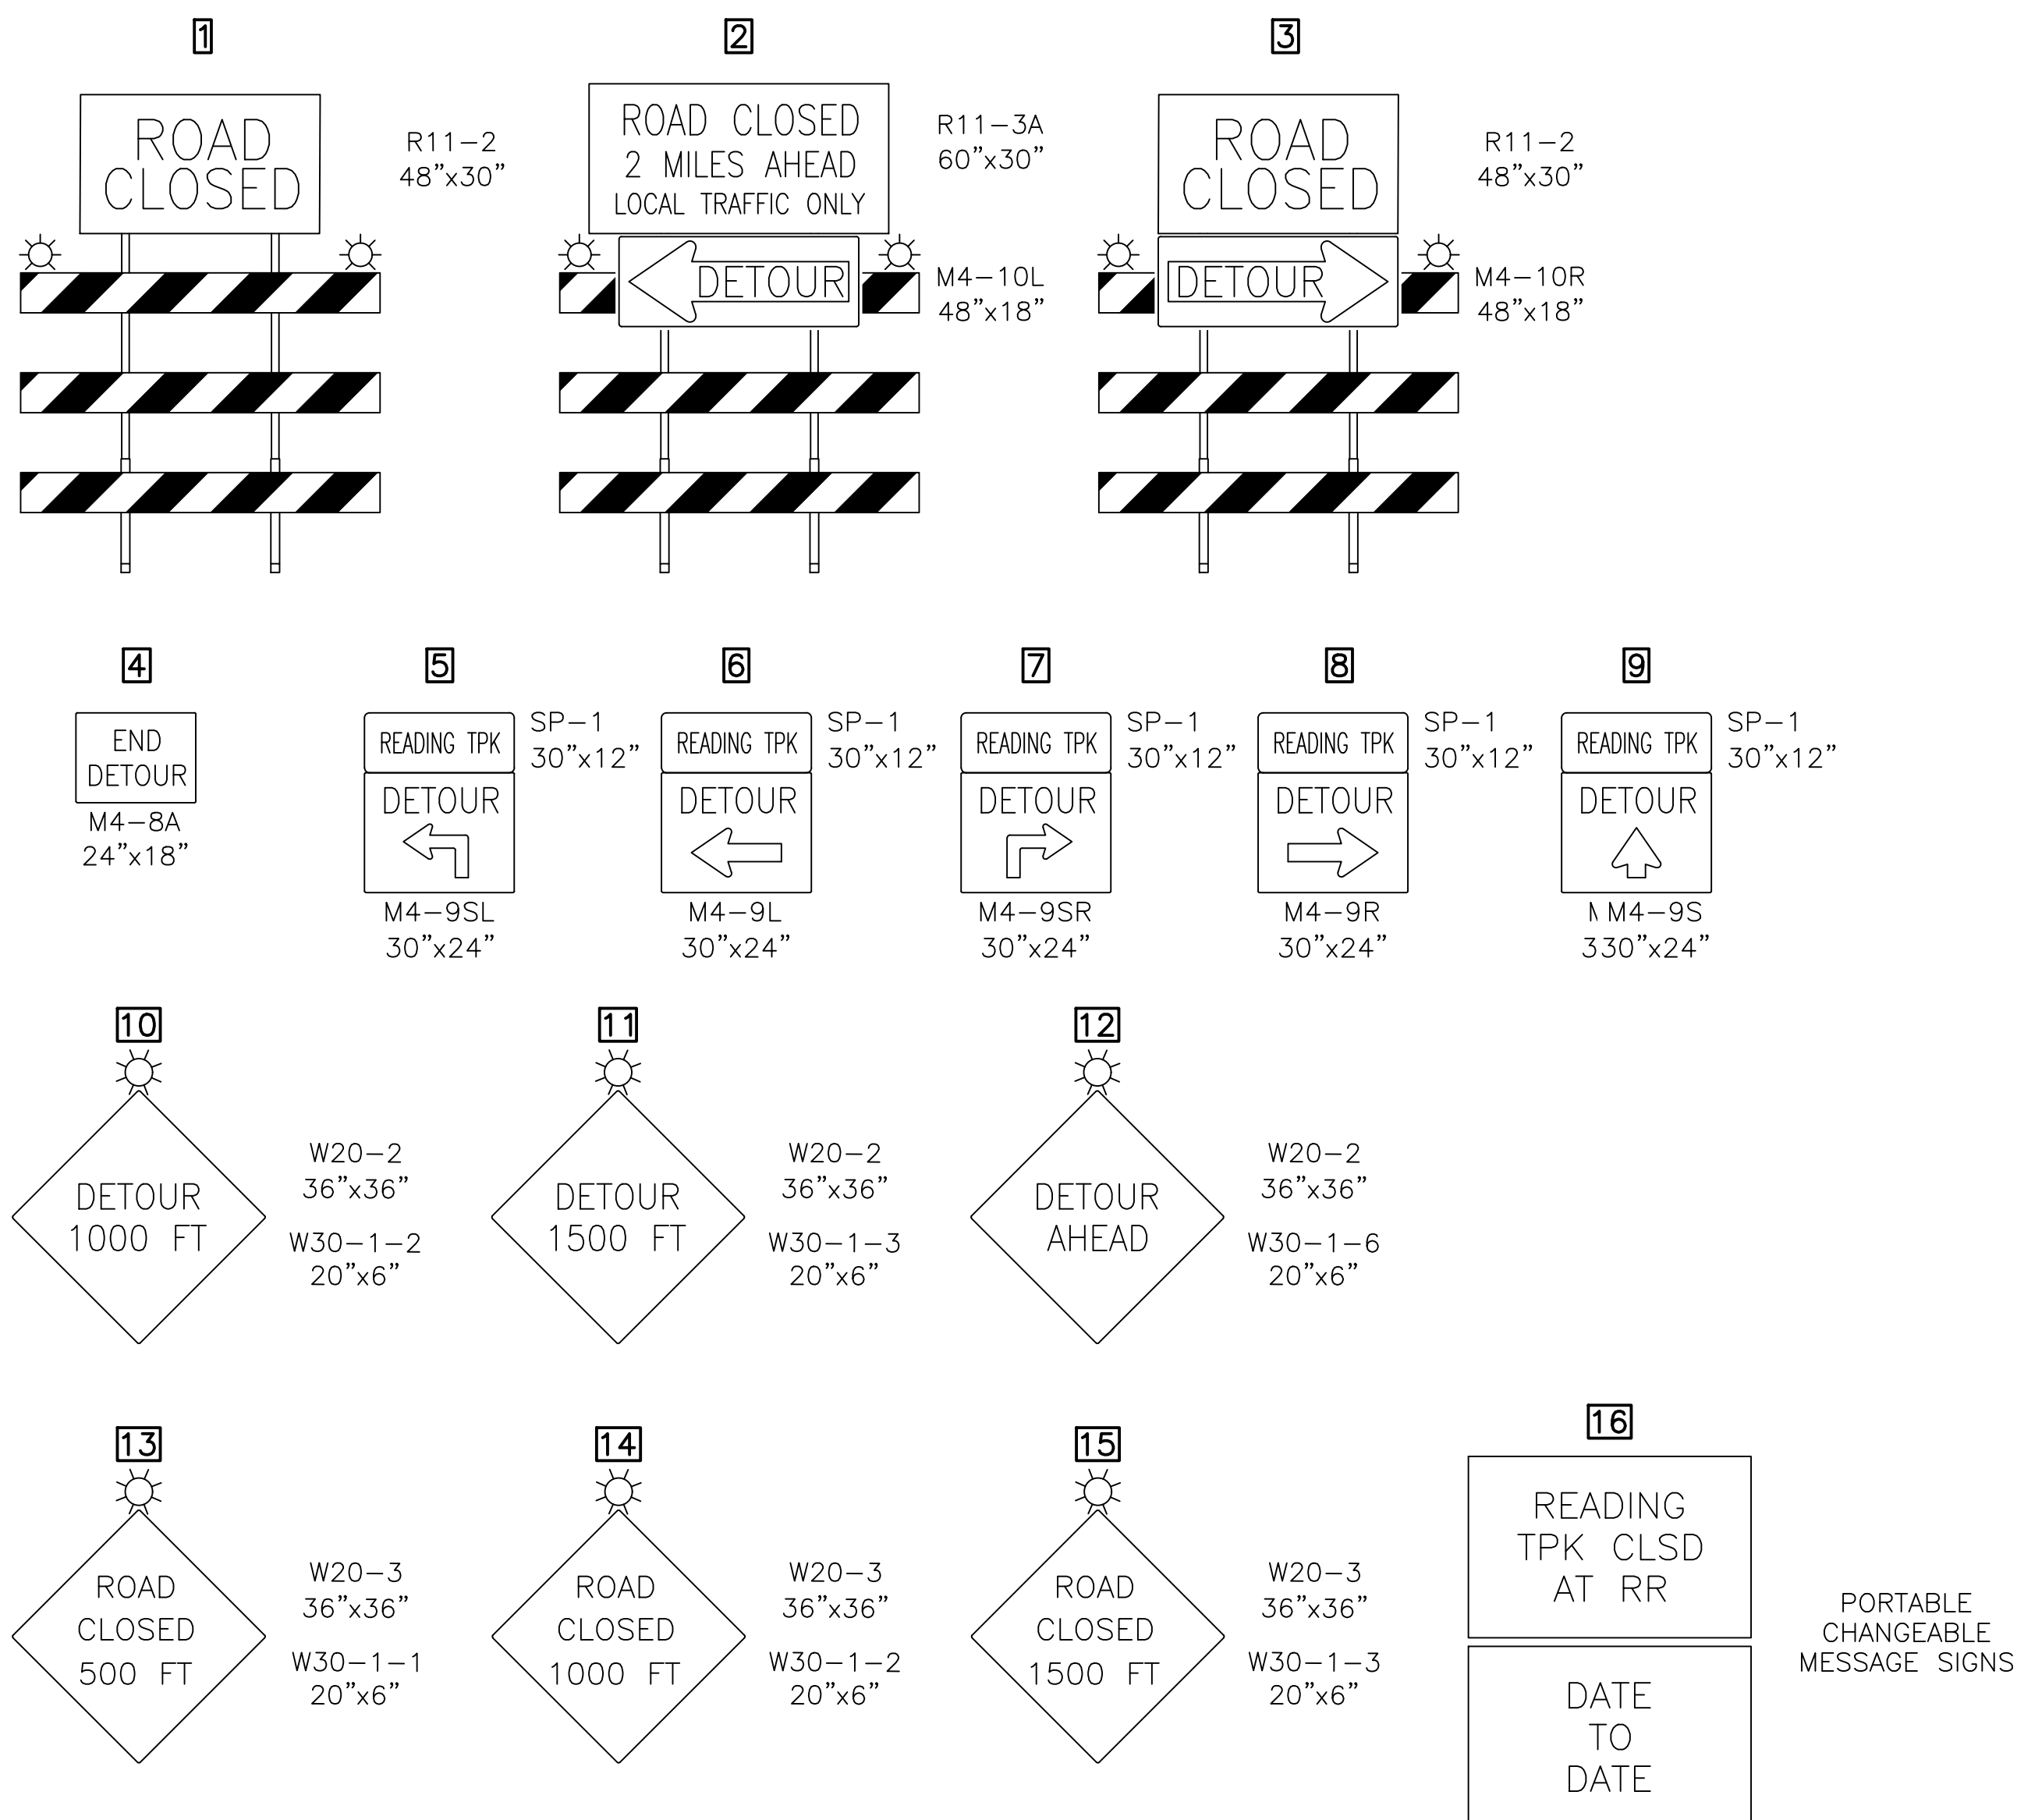 1
ROAD
CLOSED
R11-2
48"x30"
2
ROAD CLOSED
2 MILES AHEAD
LOCAL TRAFFIC ONLY
R11-3A
60"x30"
DETOUR
M4-10L
48"x18"
3
ROAD
CLOSED
R11-2
48"x30"
DETOUR
M4-10R
48"x18"
4
END
DETOUR
M4-8A
24"x18"
5
READING TPK
SP-1
30"x12"
DETOUR
M4-9SL
30"x24"
6
READING TPK
SP-1
30"x12"
DETOUR
M4-9L
30"x24"
7
READING TPK
SP-1
30"x12"
DETOUR
M4-9SR
30"x24"
8
READING TPK
SP-1
30"x12"
DETOUR
M4-9R
30"x24"
9
READING TPK
SP-1
30"x12"
DETOUR
M4-9S
330"x24"
10
DETOUR
1000 FT
W20-2
36"x36"
W30-1-2
20"x6"
11
DETOUR
1500 FT
W20-2
36"x36"
W30-1-3
20"x6"
12
DETOUR
AHEAD
W20-2
36"x36"
W30-1-6
20"x6"
13
ROAD
CLOSED
500 FT
W20-3
36"x36"
W30-1-1
20"x6"
14
ROAD
CLOSED
1000 FT
W20-3
36"x36"
W30-1-2
20"x6"
15
ROAD
CLOSED
1500 FT
W20-3
36"x36"
W30-1-3
20"x6"
16
READING
TPK CLSD
AT RR
DATE
TO
DATE
PORTABLE
CHANGEABLE
MESSAGE SIGNS